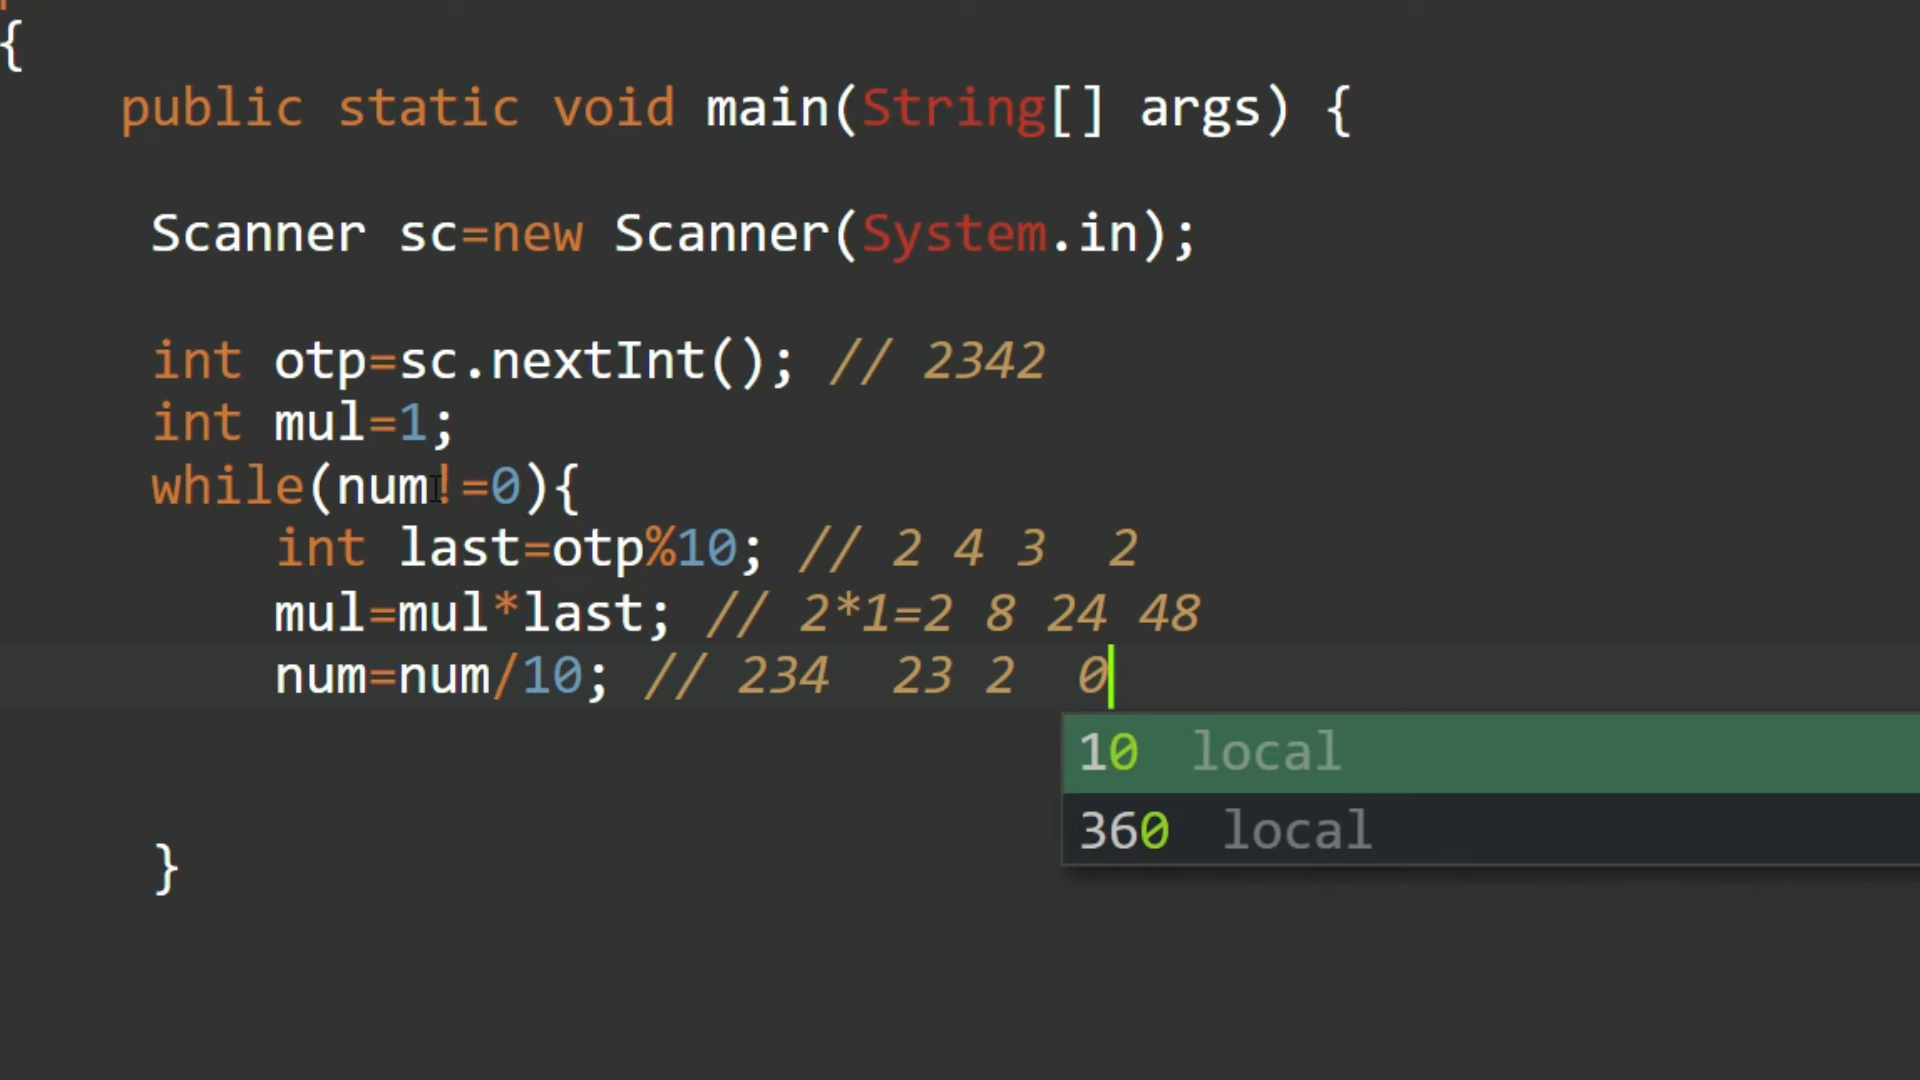 {
public static void main(String[] args) {
Scanner sc=new Scanner(System.in);
int otp=sc.nextInt(); // 2342
int mul=1;
while(num!=0){
int last=otp%10; // 2 4 3  2
mul=mul*last; // 2*1=2 8 24 48
num=num/10; // 234  23 2  0
10 local
360 local
}